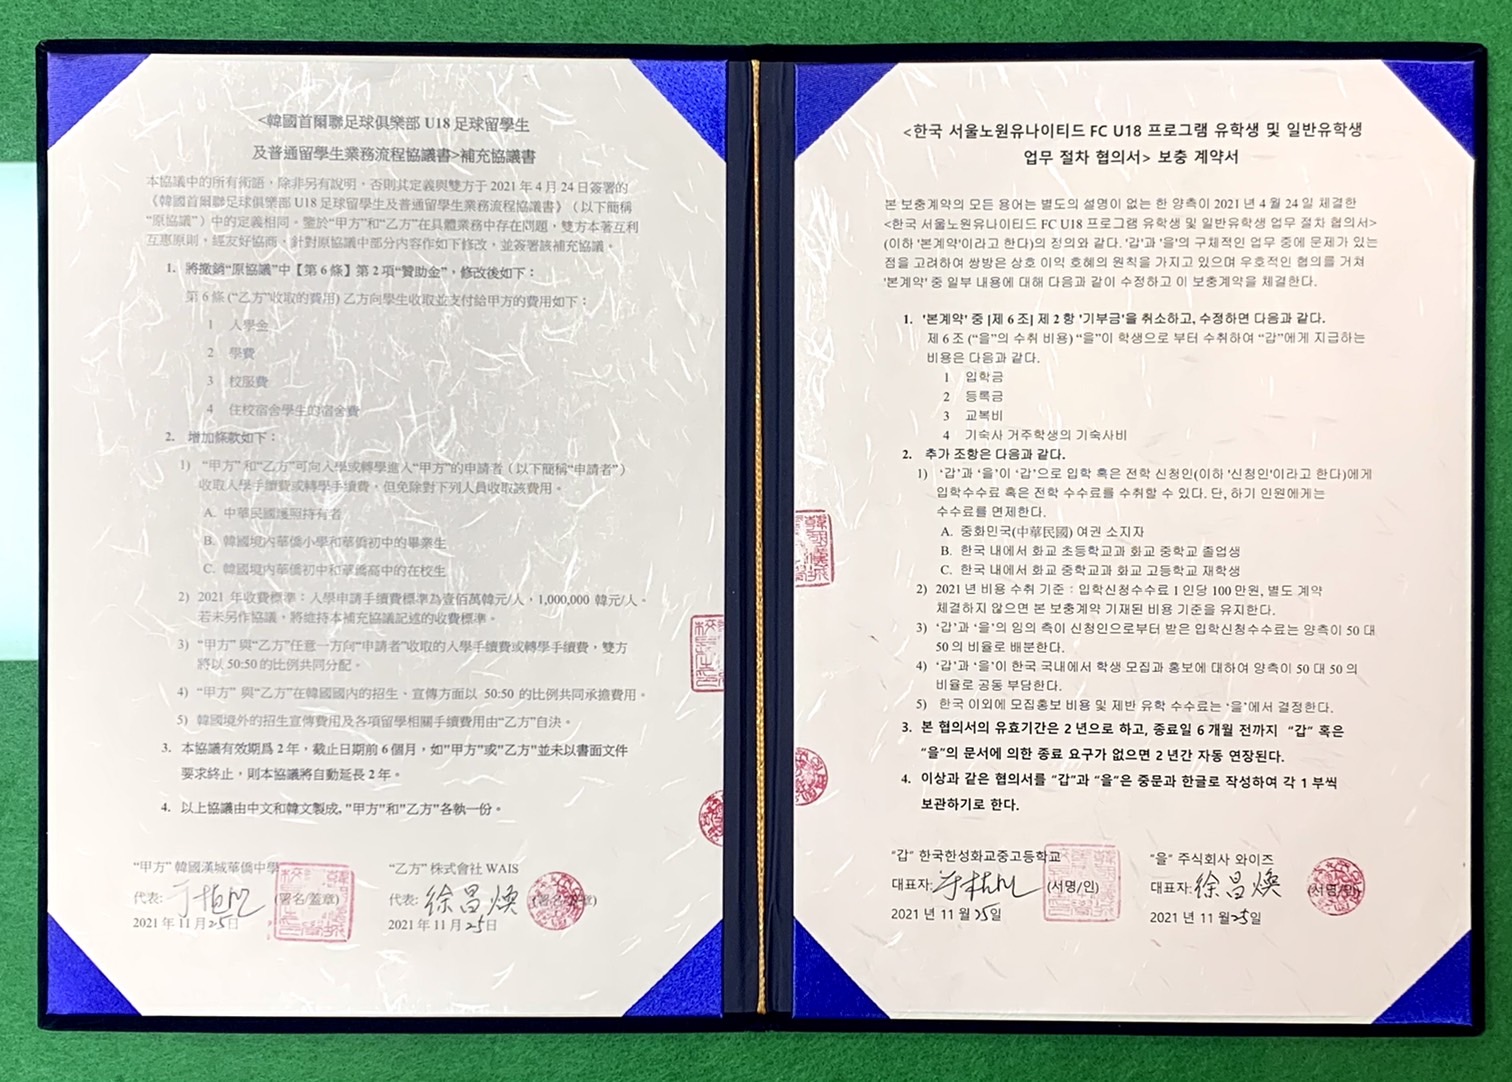 <韓國首爾聯足球俱樂部 U18 足球留學生
及普通留學生業務流程協議書>補充協議書
本協議中的所有術語，除非另有說明，否則其定義與雙方于 2021 年 4 月 24 日簽署的
《韓國首爾聯足球俱樂部 U18 足球留學生及普通留學生業務流程協議書》（以下簡稱
“原協議”）中的定義相同。鑒於“甲方”和“乙方”在具體業務中存在問題，雙方本著互利
互惠原則，經友好協商，針對原協議中部分內容作如下修改，並簽署該補充協議。
1. 將撤銷“原協議”中【第 6 條】第 2 項“贊助金”，修改後如下：
第 6 條 (“乙方”收取的費用) 乙方向學生收取並支付給甲方的費用如下：
1 入學金
2 學費
3 校服費
4 住校宿舍學生的宿舍費
2. 增加條款如下：
1) “甲方” 和“乙方”可向入學或轉學進入“甲方”的申請者（以下簡稱“申請者”）
收取入學手續費或轉學手續費，但免除對下列人員收取該費用。
A. 中華民國護照持有者
B. 韓國境內華僑小學和華僑初中的畢業生
C. 韓國境內華僑初中和華僑高中的在校生
2) 2021 年收費標準：入學申請手續費標準為壹佰萬韓元/人，1,000,000 韓元/人。
若未另作協議，將維持本補充協議記述的收費標準。
3) “甲方” 與“乙方”任意一方向“申請者”收取的入學手續費或轉學手續費，雙方
將以 50:50 的比例共同分配。
4) “甲方” 與“乙方”在韓國國內的招生、宣傳方面以 50:50 的比例共同承擔費用。
5) 韓國境外的招生宣傳費用及各項留學相關手續費用由“乙方”自決。
3. 本協議有效期爲 2 年，截止日期前 6 個月，如"甲方"或"乙方"並未以書面文件
要求終止，則本協議將自動延長 2 年。
4. 以上協議由中文和韓文製成, "甲方"和"乙方"各執一份。
“甲方” 韓國漢城華僑中學
代表: (署名/蓋章)
2021 年 11 月 25 日
“乙方” 株式會社 WAIS
代表: 徐昌煥
2021 年 11 月 25 日
<한국 서울노원유나이티드 FC U18 프로그램 유학생 및 일반유학생
업무 절차 협의서> 보충 계약서
본 보충계약의 모든 용어는 별도의 설명이 없는 한 양측이 2021 년 4 월 24 일 체결한
<한국 서울노원유나이티드 FC U18 프로그램 유학생 및 일반유학생 업무 절차 협의서>
(이하 '본계약'이라고 한다)의 정의와 같다. '갑'과 '을'의 구체적인 업무 중에 문제가 있는
점을 고려하여 쌍방은 상호 이익 호혜의 원칙을 가지고 있으며 우호적인 협의를 거쳐
'본계약' 중 일부 내용에 대해 다음과 같이 수정하고 이 보충계약을 체결한다.
1. '본계약' 중 [제 6 조] 제 2 항 '기부금'을 취소하고, 수정하면 다음과 같다.
제 6 조 (“을”의 수취 비용) “을”이 학생으로 부터 수취하여 “갑”에게 지급하는
비용은 다음과 같다.
1 입학금
2 등록금
3 교복비
4 기숙사 거주학생의 기숙사비
2. 추가 조항은 다음과 같다.
1) ‘갑’과 ‘을’이 ‘갑’으로 입학 혹은 전학 신청인(이하 ‘신청인’이라고 한다)에게
입학수수료 혹은 전학 수수료를 수취할 수 있다. 단, 하기 인원에게는
수수료를 면제한다.
A. 중화민국(中華民國) 여권 소지자
B. 한국 내에서 화교 초등학교과 화교 중학교 졸업생
C. 한국 내에서 화교 중학교과 화교 고등학교 재학생
2) 2021 년 비용 수취 기준 : 입학신청수수료 1 인당 100 만원, 별도 계약
체결하지 않으면 본 보충계약 기재된 비용 기준을 유지한다.
3) ‘갑’과 ‘을’의 임의 측이 신청인으로부터 받은 입학신청수수료는 양측이 50 대
50 의 비율로 배분한다.
4) ‘갑’과 ‘을’이 한국 국내에서 학생 모집과 홍보에 대하여 양측이 50 대 50 의
비율로 공동 부담한다.
5) 한국 이외에 모집홍보 비용 및 제반 유학 수수료는 ‘을’에서 결정한다.
3. 본 협의서의 유효기간은 2 년으로 하고, 종료일 6 개월 전까지 “갑” 혹은
“을”의 문서에 의한 종료 요구가 없으면 2 년간 자동 연장된다.
4. 이상과 같은 협의서를 “갑”과 “을”은 중문과 한글로 작성하여 각 1 부씩
보관하기로 한다.
“갑” 한국한성화교중고등학교
대표자: (서명/인)
2021 년 11 월 25 일
“을” 주식회사 와이즈
대표자: 徐昌煥 (서명/인)
2021 년 11 월 25 일